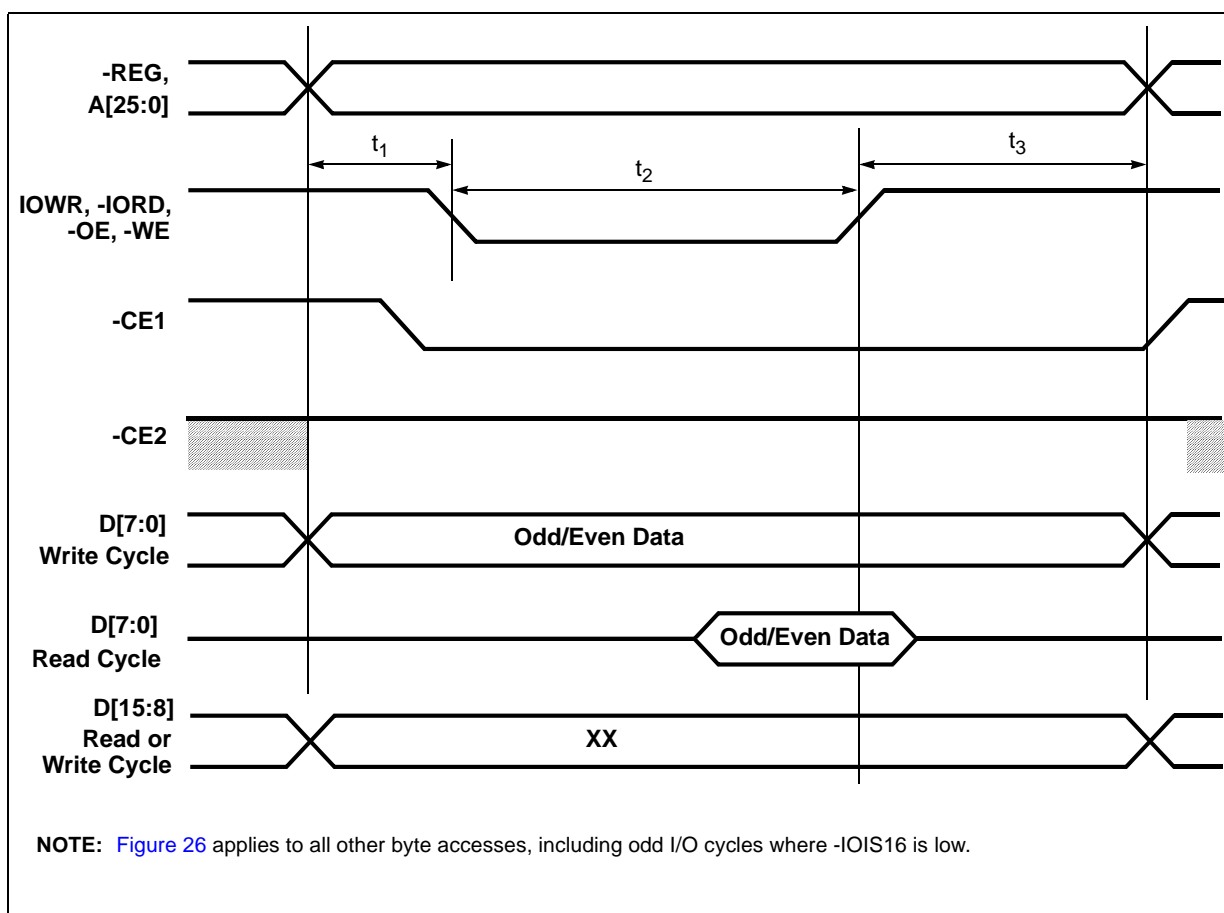 -REG,
A[25:0]
t1
t2
t3
IOWR, -IORD,
-OE, -WE
-CE1
-CE2
D[7:0]
Write Cycle
Odd/Even Data
D[7:0]
Read Cycle
Odd/Even Data
D[15:8]
Read or
Write Cycle
XX
NOTE: Figure 26 applies to all other byte accesses, including odd I/O cycles where -IOIS16 is low.